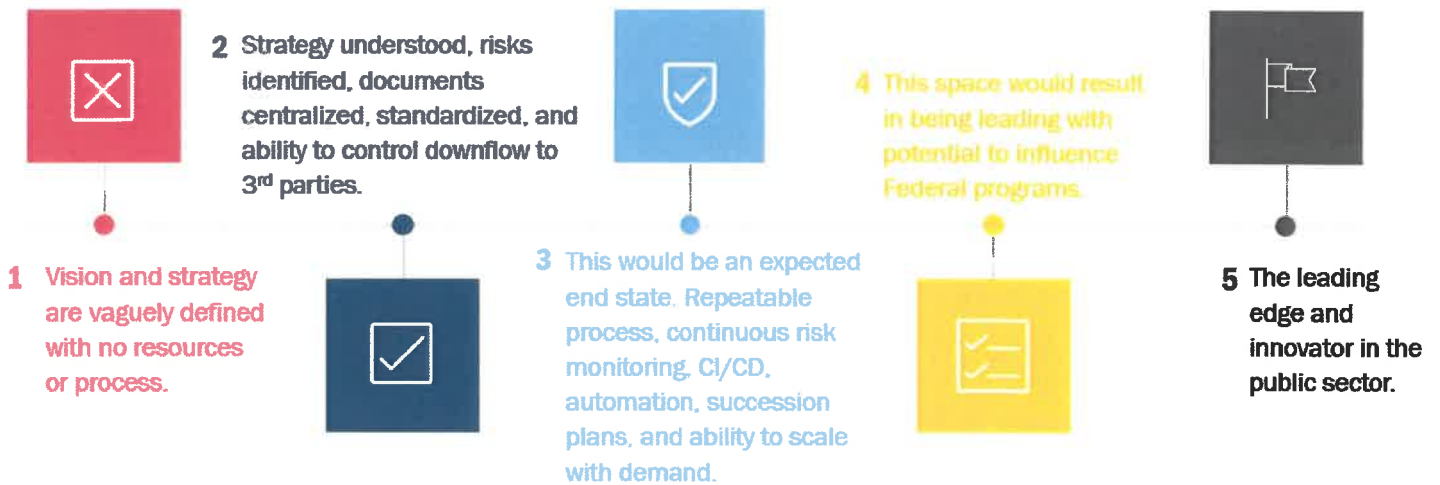 1 Vision and strategy
are vaguely defined
with no resources
or process.
2 Strategy understood, risks
identified, documents
centralized, standardized, and
ability to control downflow to
3rd parties.
3 This would be an expected
end state. Repeatable
process, continuous risk
monitoring, CI/CD,
automation, succession
plans, and ability to scale
with demand.
4 This space would result
in being leading with
potential to influence
Federal programs.
5 The leading
edge and
innovator in the
public sector.